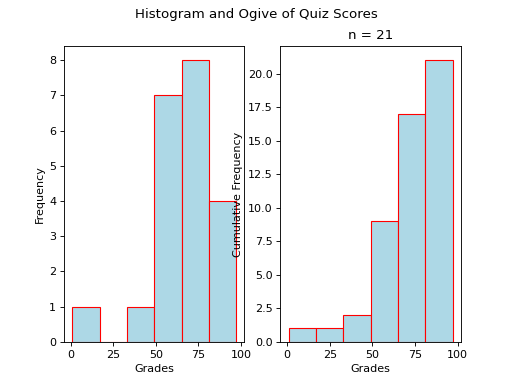 Histogram and Ogive of Quiz Scores
n = 21
8
7
6
5
4
3
2
1
0
Frequency
0 25 50 75 100
Grades
20.0
17.5
15.0
12.5
10.0
7.5
5.0
2.5
0.0
Cumulative Frequency
0 25 50 75 100
Grades